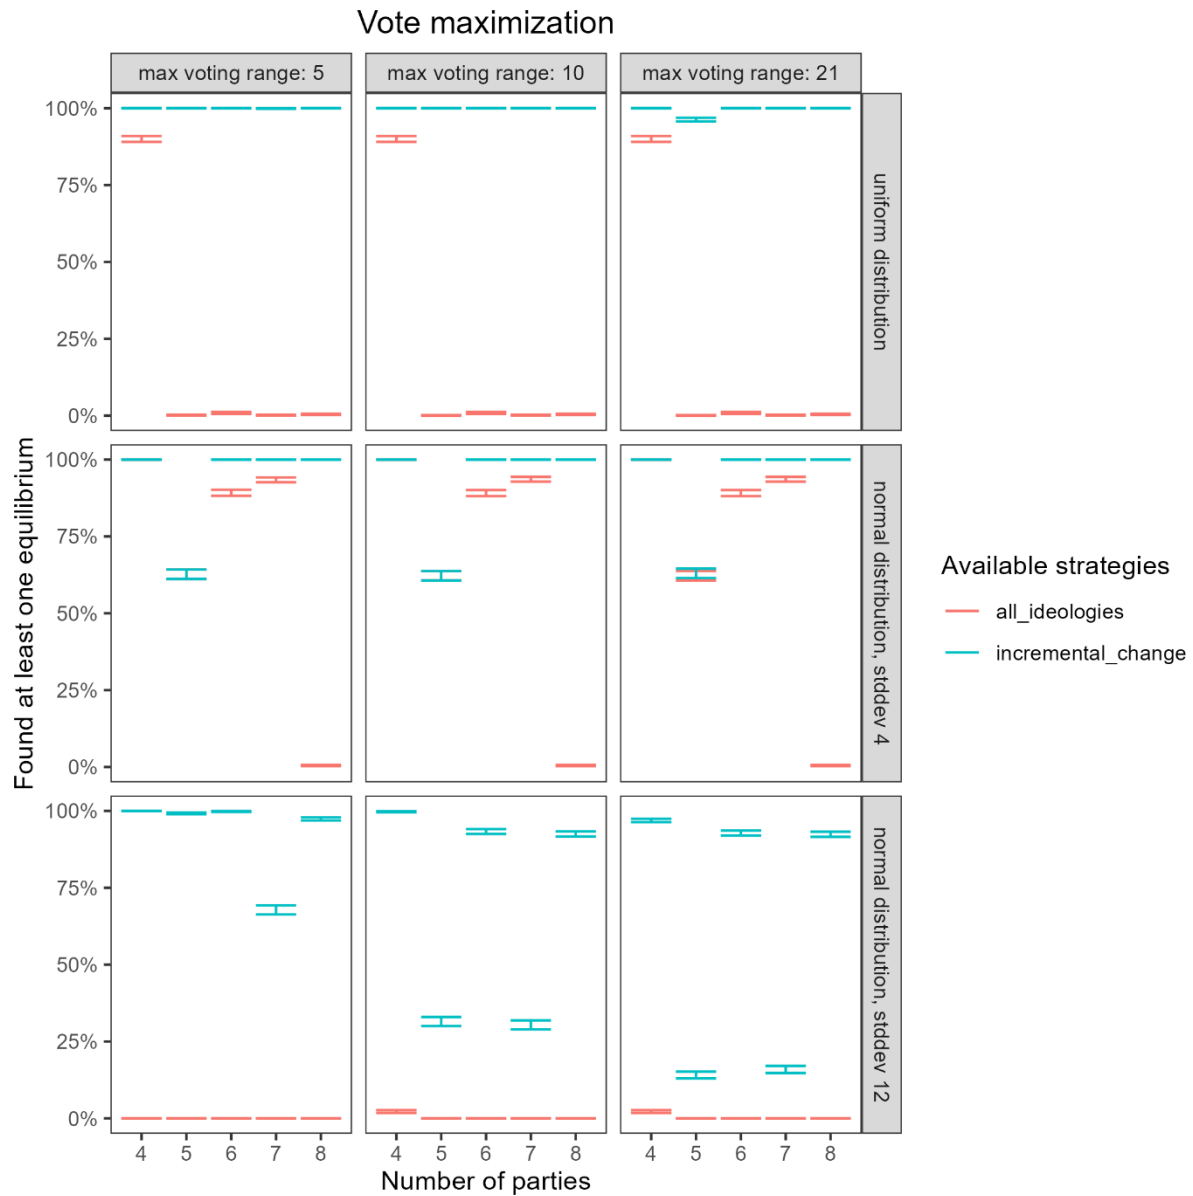 Vote maximization
max voting range: 5
max voting range: 10
max voting range: 21
100%
75%
50%
25%
0%
uniform distribution
100%
75%
50%
25%
0%
normal distribution, stddev 4
100%
75%
50%
25%
0%
normal distribution, stddev 12
Found at least one equilibrium
4 5 6 7 8
4 5 6 7 8
4 5 6 7 8
Number of parties
Available strategies
all_ideologies
incremental_change